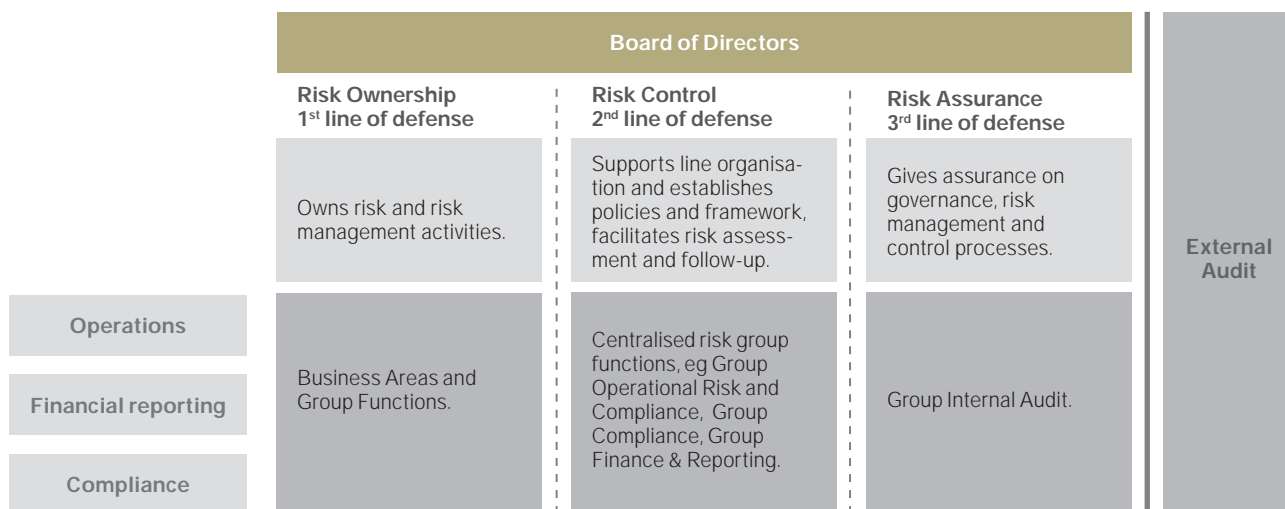 Board of Directors
Risk Ownership
1st line of defense
Risk Control
2nd line of defense
Risk Assurance
3rd line of defense
Owns risk and risk
management activities.
Supports line organisa-
tion and establishes
policies and framework,
facilitates risk assess-
ment and follow-up.
Gives assurance on
governance, risk
management and
control processes.
External
Audit
Operations
Financial reporting
Compliance
Business Areas and
Group Functions.
Centralised risk group
functions, eg Group
Operational Risk and
Compliance, Group
Compliance, Group
Finance & Reporting.
Group Internal Audit.